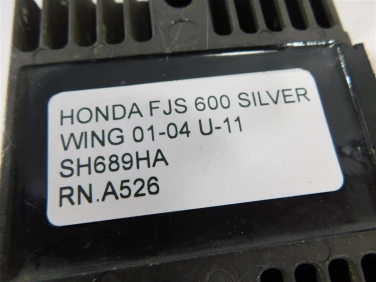 HONDA FJS 600 SILVER
WING 01-04 U-11
SH689HA
RN.A526